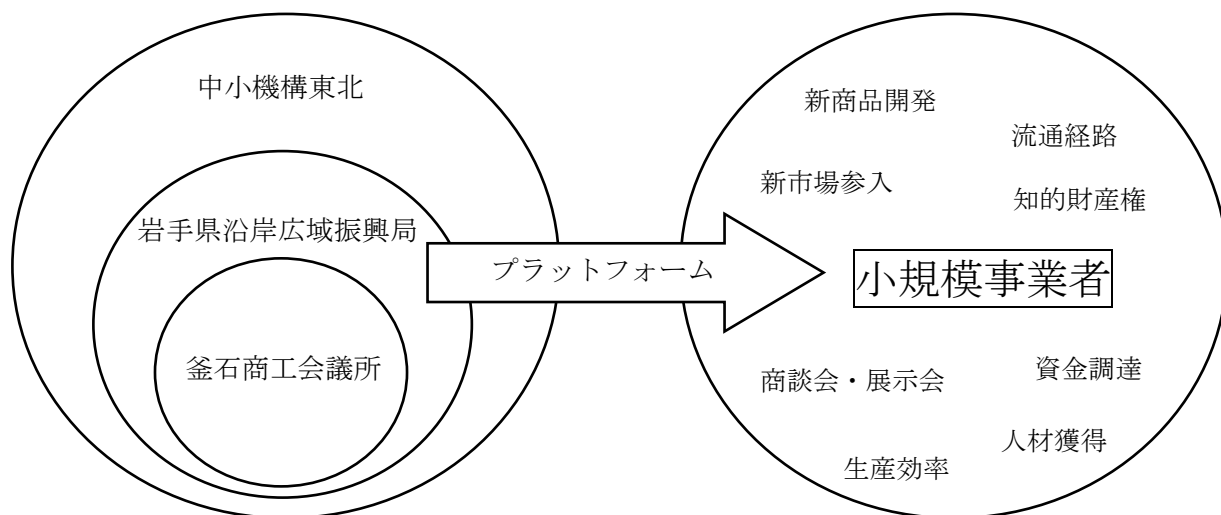 中小機構東北
岩手県沿岸広域振興局
釜石商工会議所
プラットフォーム
新商品開発
流通経路
新市場参入
知的財産権
小規模事業者
商談会・展示会
資金調達
人材獲得
生産効率